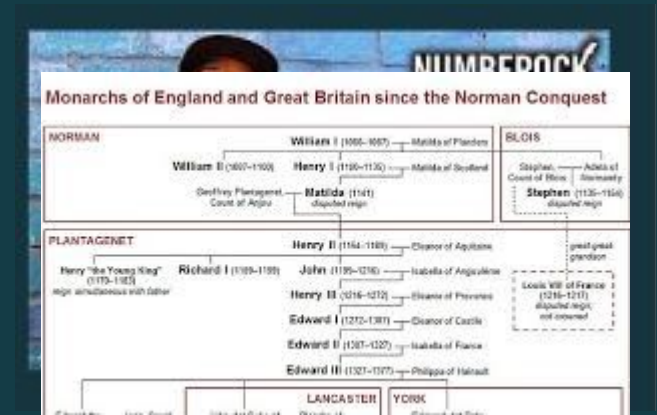 NUMBEROCK
Monarchs of England and Great Britain since the Norman Conquest
NORMAN
William I (1066–1087) Matilda of Flanders
BLOIS
William II (1087–1100) Henry I (1100–1135) Matilda of Scotland
Stephen, Count of Blois
Adela of Normandy
Geoffrey Plantagenet, Count of Anjou
Matilda (1141)
disputed reign
Stephen (1135–1154)
disputed reign
PLANTAGENET
Henry II (1154–1189) Eleanor of Aquitaine
great-great
grandson
Henry "the Young King"
(1170–1183)
reign simultaneous with father
Richard I (1189–1199) John (1199–1216) Isabella of Angoulême
Louis VIII of France
(1216–1217)
disputed reign;
not crowned
Henry III (1216–1272) Eleanor of Provence
Edward I (1272–1307) Eleanor of Castile
Edward II (1307–1327) Isabella of France
Edward III (1327–1377) Philippa of Hainault
LANCASTER YORK